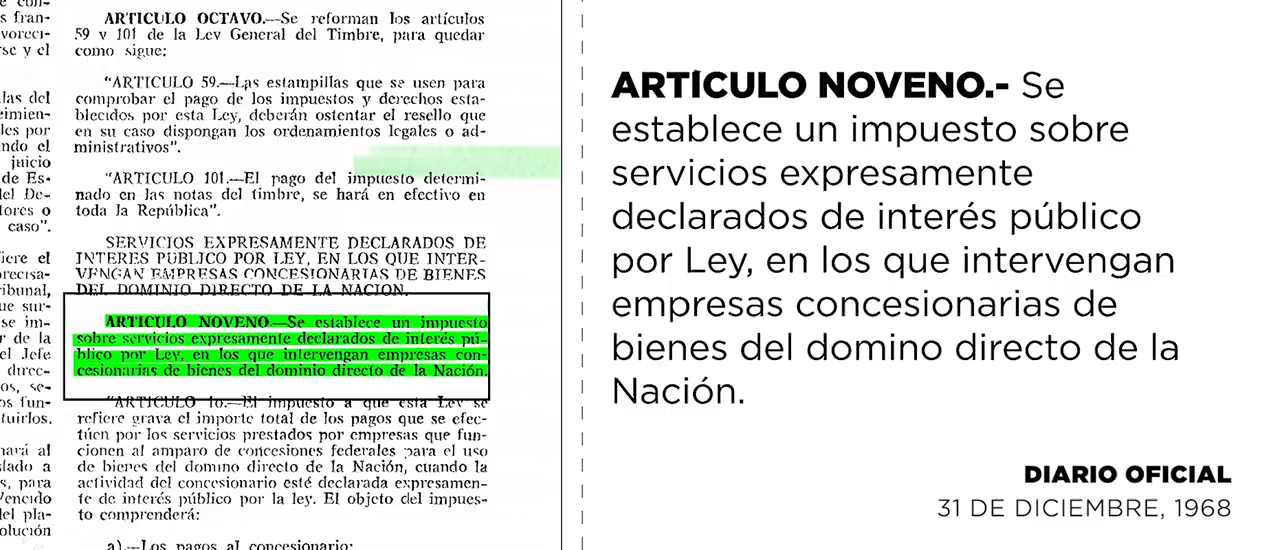 ARTICULO OCTAVO.—Se reforman los artículos
59 y 101 de la Ley General del Timbre, para quedar
como sigue:
"ARTICULO 59.—Las estampillas que se usen para
comprobar el pago de los impuestos y derechos esta-
blecidos por esta Ley, deberán ostentar el resello que
en su caso dispongan los ordenamientos legales o ad-
ministrativos".
"ARTICULO 101.—El pago del impuesto determi-
nado en las notas del timbre, se hará en efectivo en
toda la República".
SERVICIOS EXPRESAMENTE DECLARADOS DE
INTERES PUBLICO POR LEY, EN LOS QUE INTER-
VENGAN EMPRESAS CONCESIONARIAS DE BIENES
DEL DOMINIO DIRECTO DE LA NACION.
ARTICULO NOVENO.—Se establece un impuesto
sobre servicios expresamente declarados de interés pú-
blico por Ley, en los que intervengan empresas con-
cesionarias de bienes del dominio directo de la Nación.
"ARTICULO 1o.—El impuesto a que esta Ley se
refiere grava el importe total de los pagos que se efec-
túen por los servicios prestados por empresas que fun-
cionen al amparo de concesiones federales para el uso
de bienes del domino directo de la Nación, cuando la
actividad del concesionario esté declarada expresamen-
te de interés público por la ley. El objeto del impues-
to comprenderá:
a).—Los pagos al concesionario;
ARTÍCULO NOVENO.- Se
establece un impuesto sobre
servicios expresamente
declarados de interés público
por Ley, en los que intervengan
empresas concesionarias de
bienes del domino directo de la
Nación.
DIARIO OFICIAL
31 DE DICIEMBRE, 1968